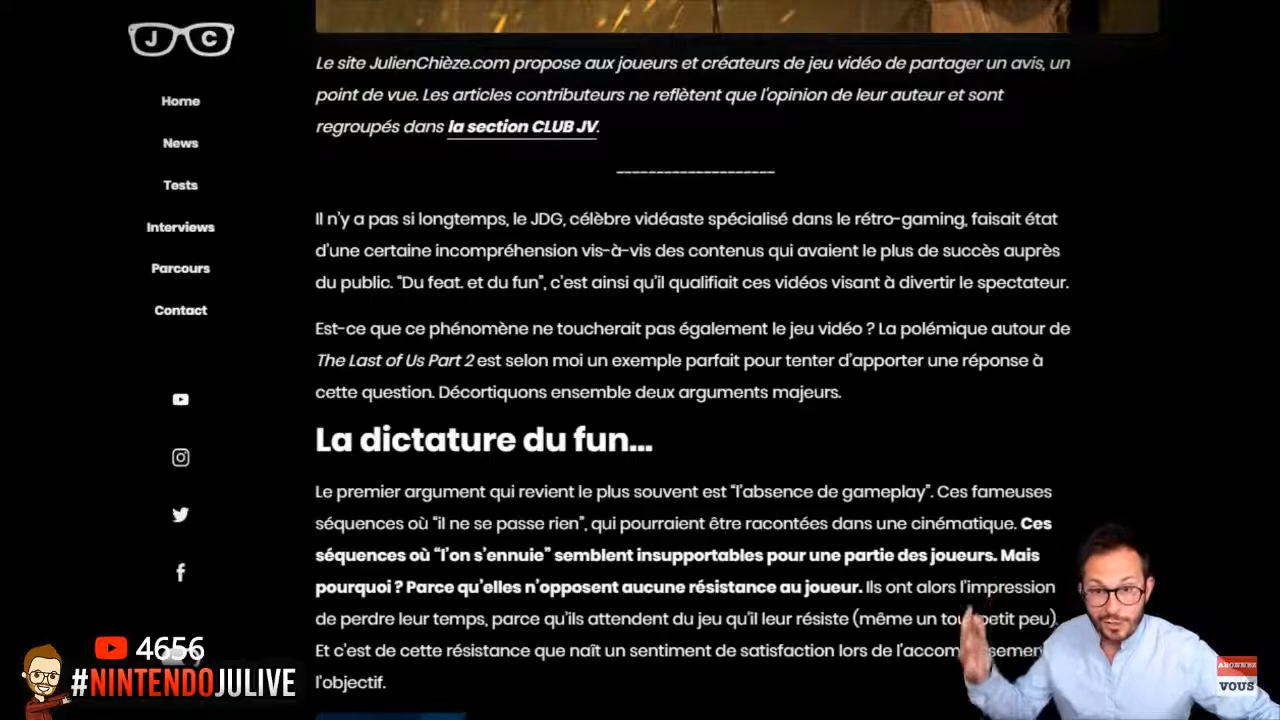 J C
Home
News
Tests
Interviews
Parcours
Contact
Le site JulienChièze.com propose aux joueurs et créateurs de jeu vidéo de partager un avis, un
point de vue. Les articles contributeurs ne reflètent que l'opinion de leur auteur et sont
regroupés dans la section CLUB JV.
--------------------
Il n'y a pas si longtemps, le JDG, célèbre vidéaste spécialisé dans le rétro-gaming, faisait état
d'une certaine incompréhension vis-à-vis des contenus qui avaient le plus de succès auprès
du public. “Du feat. et du fun”, c'est ainsi qu'il qualifiait ces vidéos visant à divertir le spectateur.
Est-ce que ce phénomène ne toucherait pas également le jeu vidéo ? La polémique autour de
The Last of Us Part 2 est selon moi un exemple parfait pour tenter d'apporter une réponse à
cette question. Décortiquons ensemble deux arguments majeurs.
La dictature du fun...
Le premier argument qui revient le plus souvent est “l'absence de gameplay”. Ces fameuses
séquences où “il ne se passe rien”, qui pourraient être racontées dans une cinématique. Ces
séquences où “l'on s'ennuie” semblent insupportables pour une partie des joueurs. Mais
pourquoi ? Parce qu'elles n'opposent aucune résistance au joueur. Ils ont alors l'impression
de perdre leur temps, parce qu'ils attendent du jeu qu'il leur résiste (même un petit peu)
Et c'est de cette résistance que naît un sentiment de satisfaction lors de
l'objectif.
4656
#NINTENDOJULIVE
ABONNEZ
VOUS